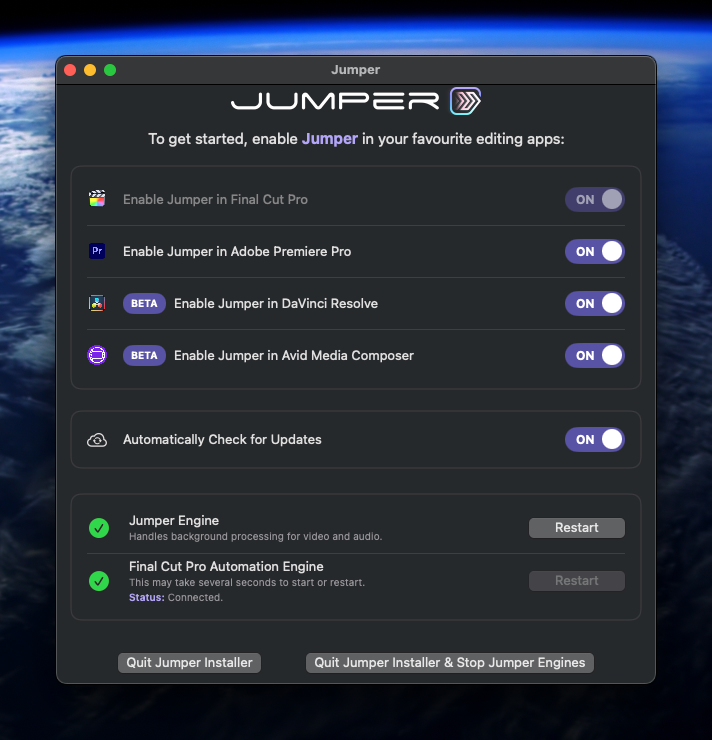 Jumper
JUMPER
To get started, enable Jumper in your favourite editing apps:
Enable Jumper in Final Cut Pro
ON
Pr
Enable Jumper in Adobe Premiere Pro
ON
BETA
Enable Jumper in DaVinci Resolve
ON
BETA
Enable Jumper in Avid Media Composer
ON
Automatically Check for Updates
ON
Jumper Engine
Handles background processing for video and audio.
Restart
Final Cut Pro Automation Engine
This may take several seconds to start or restart.
Status: Connected.
Restart
Quit Jumper Installer
Quit Jumper Installer & Stop Jumper Engines